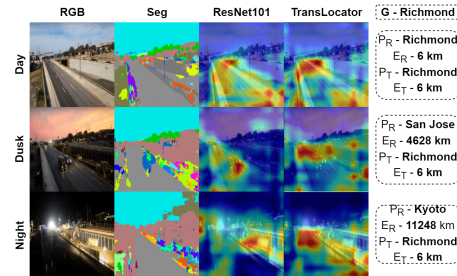 RGB Seg ResNet101 TransLocator G - Richmond
Day
P_R - Richmond
E_R - 6 km
P_T - Richmond
E_T - 6 km
Dusk
P_R - San Jose
E_R - 4628 km
P_T - Richmond
E_T - 6 km
Night
P_R - Kyoto
E_R - 11248 km
P_T - Richmond
E_T - 6 km